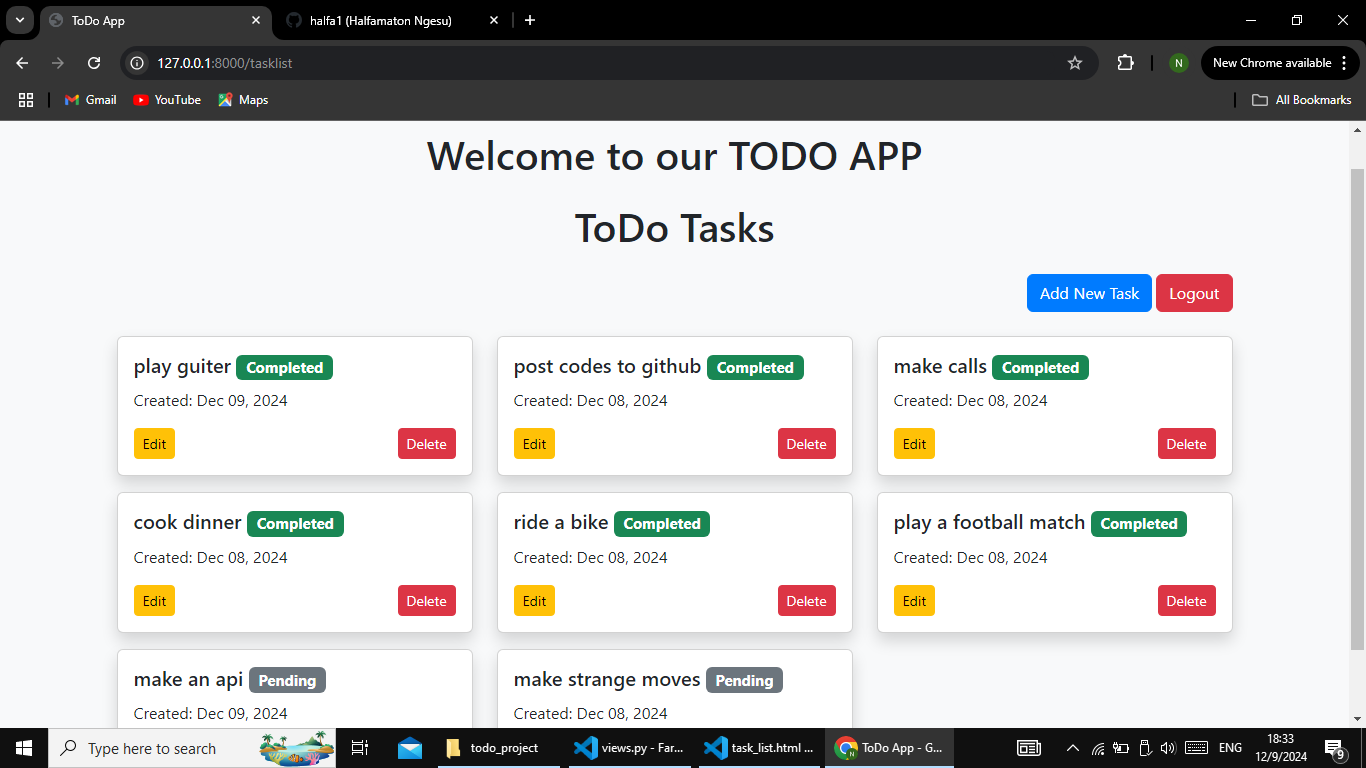 ToDo App
halfa1 (Halfamaton Ngesu)
127.0.0.1:8000/tasklist
N
New Chrome available
Gmail
YouTube
Maps
All Bookmarks
Welcome to our TODO APP
ToDo Tasks
Add New Task
Logout
play guiter Completed
Created: Dec 09, 2024
Edit
Delete
post codes to github Completed
Created: Dec 08, 2024
Edit
Delete
make calls Completed
Created: Dec 08, 2024
Edit
Delete
cook dinner Completed
Created: Dec 08, 2024
Edit
Delete
ride a bike Completed
Created: Dec 08, 2024
Edit
Delete
play a football match Completed
Created: Dec 08, 2024
Edit
Delete
make an api Pending
Created: Dec 09, 2024
make strange moves Pending
Created: Dec 08, 2024
Type here to search
todo_project
views.py - Far...
task_list.html ...
ToDo App - G...
ENG
18:33
12/9/2024
9